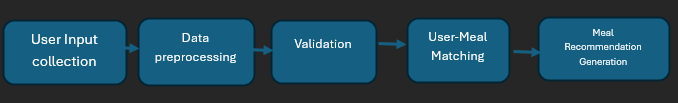 User Input
collection
Data
preprocessing
Validation
User-Meal
Matching
Meal
Recommendation
Generation